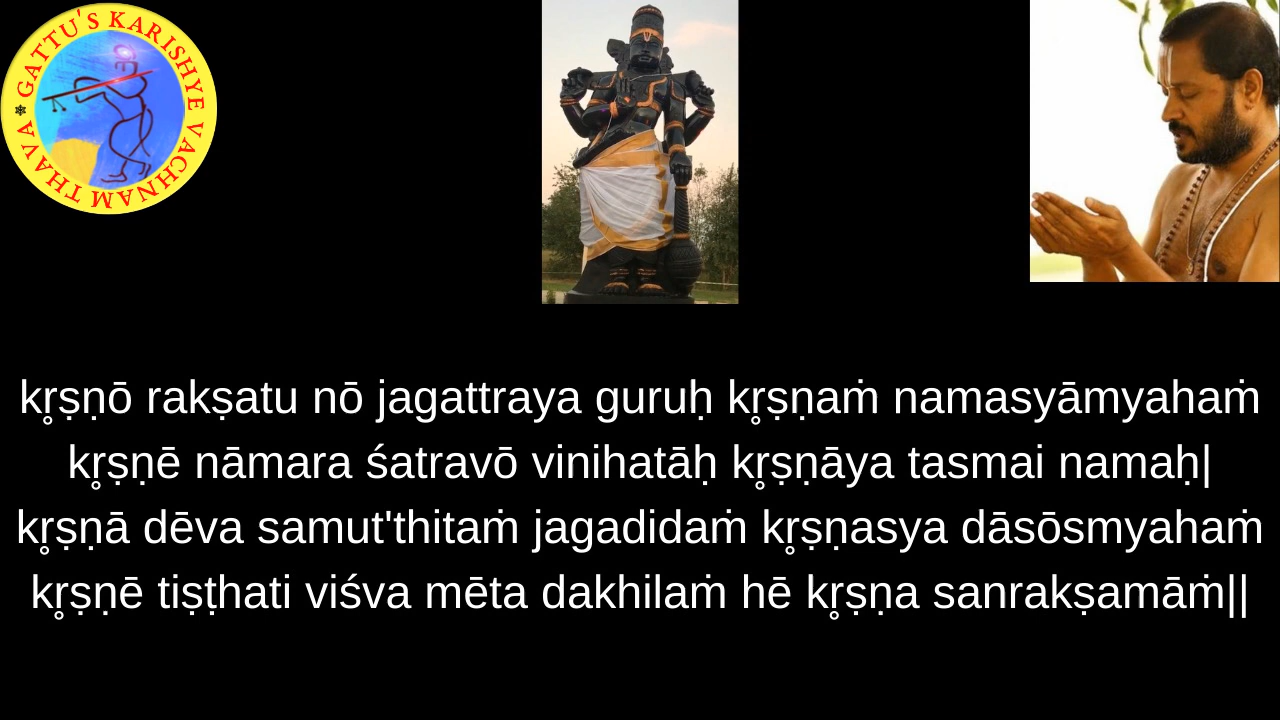 GATTU'S KARISHYE VACHNAM THAVA
kr̥ṣṇō rakṣatu nō jagattraya guruḥ kr̥ṣṇaṁ namasyāmyahaṁ
kr̥ṣṇē nāmara śatravō vinihatāḥ kr̥ṣṇāya tasmai namaḥ|
kr̥ṣṇā dēva samut'thitaṁ jagadidaṁ kr̥ṣṇasya dāsōsmyahaṁ
kr̥ṣṇē tiṣṭhati viśva mēta dakhilaṁ hē kr̥ṣṇa sanrakṣamāṁ||